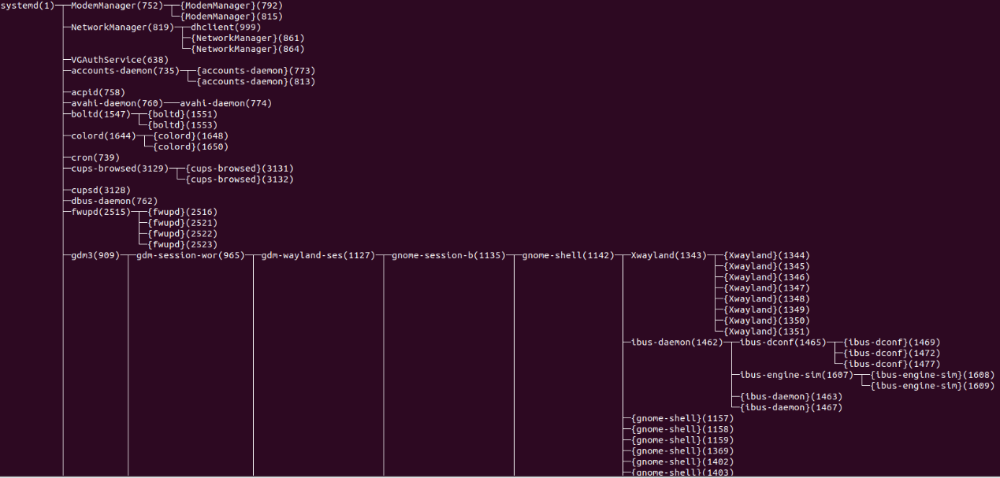 systemd(1)─┬─ModemManager(752)─┬─{ModemManager}(792)
└─{ModemManager}(815)
├─NetworkManager(819)─┬─dhclient(999)
├─{NetworkManager}(861)
└─{NetworkManager}(864)
├─VGAuthService(638)
├─accounts-daemon(735)─┬─{accounts-daemon}(773)
└─{accounts-daemon}(813)
├─acpid(758)
├─avahi-daemon(760)───avahi-daemon(774)
├─boltd(1547)─┬─{boltd}(1551)
└─{boltd}(1553)
├─colord(1644)─┬─{colord}(1648)
└─{colord}(1650)
├─cron(739)
├─cups-browsed(3129)─┬─{cups-browsed}(3131)
└─{cups-browsed}(3132)
├─cupsd(3128)
├─dbus-daemon(762)
├─fwupd(2515)─┬─{fwupd}(2516)
├─{fwupd}(2521)
├─{fwupd}(2522)
└─{fwupd}(2523)
├─gdm3(909)─┬─gdm-session-wor(965)─┬─gdm-wayland-ses(1127)─┬─gnome-session-b(1135)─┬─gnome-shell(1142)─┬─Xwayland(1343)─┬─{Xwayland}(1344)
├─{Xwayland}(1345)
├─{Xwayland}(1346)
├─{Xwayland}(1347)
├─{Xwayland}(1348)
├─{Xwayland}(1349)
├─{Xwayland}(1350)
└─{Xwayland}(1351)
├─ibus-daemon(1462)─┬─ibus-dconf(1465)─┬─{ibus-dconf}(1469)
├─{ibus-dconf}(1472)
└─{ibus-dconf}(1477)
├─ibus-engine-sim(1607)─┬─{ibus-engine-sim}(1608)
└─{ibus-engine-sim}(1609)
├─{ibus-daemon}(1463)
└─{ibus-daemon}(1467)
├─{gnome-shell}(1157)
├─{gnome-shell}(1158)
├─{gnome-shell}(1159)
├─{gnome-shell}(1369)
├─{gnome-shell}(1402)
├─{gnome-shell}(1403)